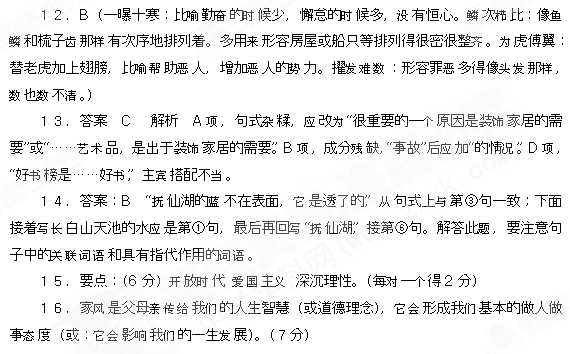 12．B（一曝十寒：比喻勤奋的时候少，懈怠的时候多，没有恒心。鳞次栉比：像鱼
鳞和梳子齿那样有次序地排列着。多用来形容房屋或船只等排列得很密很整齐。为虎傅翼：
替老虎加上翅膀，比喻帮助恶人，增加恶人的势力。擢发难数：形容罪恶多得像头发那样，
数也数不清。）
13．答案 C 解析 A项，句式杂糅，应改为“很重要的一个原因是装饰家居的需
要”或“……艺术品，是出于装饰家居的需要”。B项，成分残缺，“事故”后应加“的情况”。D项，
“好书榜是……好书”，主宾搭配不当。
14．答案：B “抚仙湖的蓝不在表面，它是透了的”从句式上与第③句一致；下面
接着写长白山天池的水应是第①句，最后再回写“抚仙湖”接第⑥句。解答此题，要注意句
子中的关联词语和具有指代作用的词语。
15．要点：（6分）开放时代 爱国主义 深沉理性。（每对一个得2分）
16．家风是父母亲传给我们的人生智慧（或道德理念），它会形成我们基本的做人做
事态度（或：它会影响我们的一生发展）。（7分）